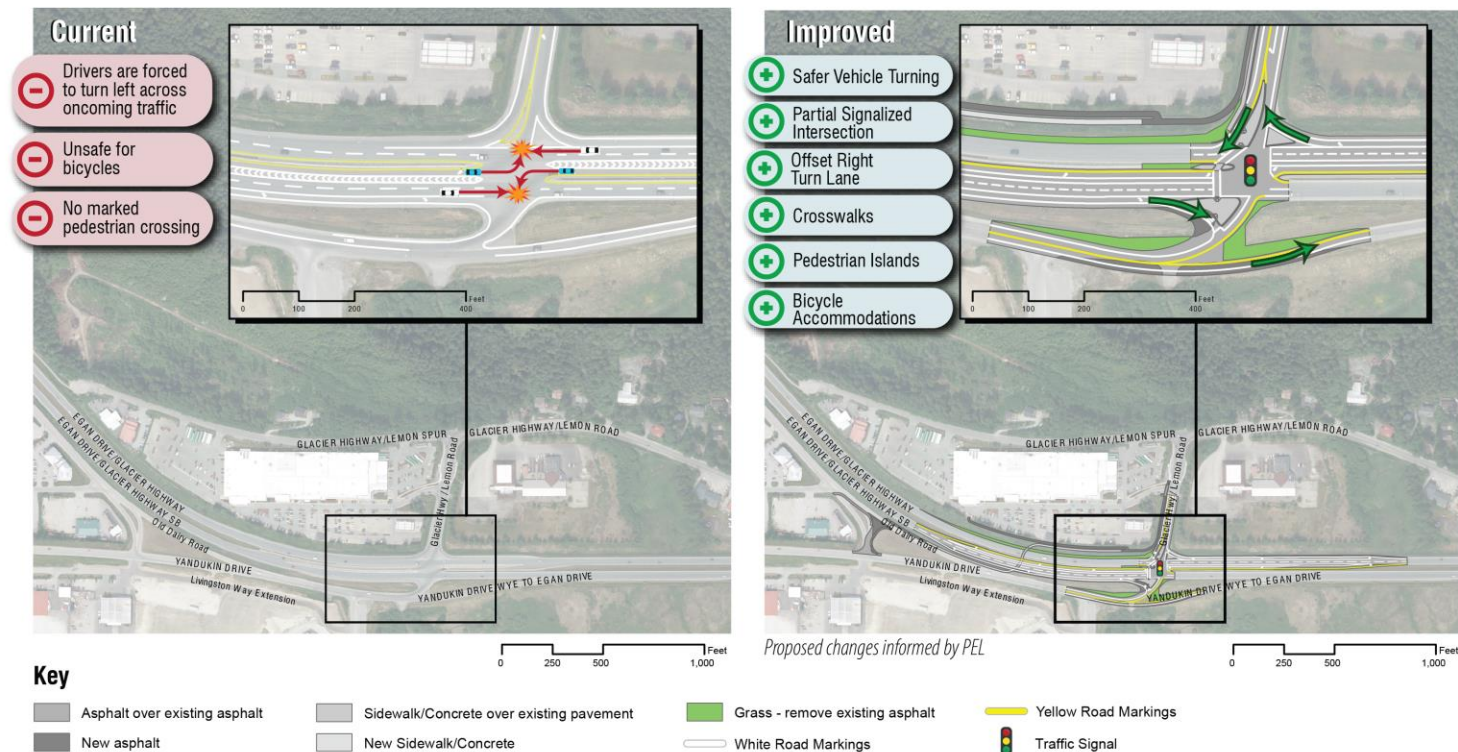 Current
Drivers are forced
to turn left across
oncoming traffic
Unsafe for
bicycles
No marked
pedestrian crossing
0 100 200 400
Feet
EGAN DRIVE/GLACIER HIGHWAY
EGAN DRIVE/GLACIER HIGHWAY SB
Old Dairy Road
YANDUKIN DRIVE
Livingston Way Extension
GLACIER HIGHWAY/LEMON SPUR
GLACIER HIGHWAY/LEMON ROAD
Glacier Hwy / Lemon Road
YANDUKIN DRIVE WYE TO EGAN DRIVE
0 250 500 1,000
Feet
Improved
Safer Vehicle Turning
Partial Signalized
Intersection
Offset Right
Turn Lane
Crosswalks
Pedestrian Islands
Bicycle
Accommodations
0 100 200 400
Feet
EGAN DRIVE/GLACIER HIGHWAY
EGAN DRIVE/GLACIER HIGHWAY SB
Old Dairy Road
YANDUKIN DRIVE
Livingston Way Extension
GLACIER HIGHWAY/LEMON SPUR
GLACIER HIGHWAY/LEMON ROAD
Glacier Hwy / Lemon Road
YANDUKIN DRIVE WYE TO EGAN DRIVE
Proposed changes informed by PEL
0 250 500 1,000
Feet
Key
Asphalt over existing asphalt
Sidewalk/Concrete over existing pavement
Grass - remove existing asphalt
Yellow Road Markings
New asphalt
New Sidewalk/Concrete
White Road Markings
Traffic Signal